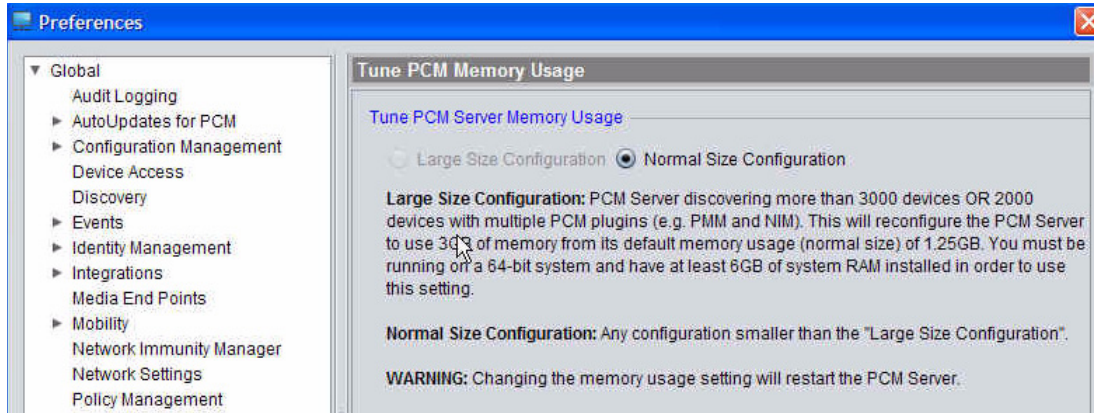 Preferences
Global
Audit Logging
AutoUpdates for PCM
Configuration Management
Device Access
Discovery
Events
Identity Management
Integrations
Media End Points
Mobility
Network Immunity Manager
Network Settings
Policy Management
Tune PCM Memory Usage
Tune PCM Server Memory Usage
Large Size Configuration Normal Size Configuration
Large Size Configuration: PCM Server discovering more than 3000 devices OR 2000
devices with multiple PCM plugins (e.g. PMM and NIM). This will reconfigure the PCM Server
to use 3GB of memory from its default memory usage (normal size) of 1.25GB. You must be
running on a 64-bit system and have at least 6GB of system RAM installed in order to use
this setting.
Normal Size Configuration: Any configuration smaller than the "Large Size Configuration".
WARNING: Changing the memory usage setting will restart the PCM Server.